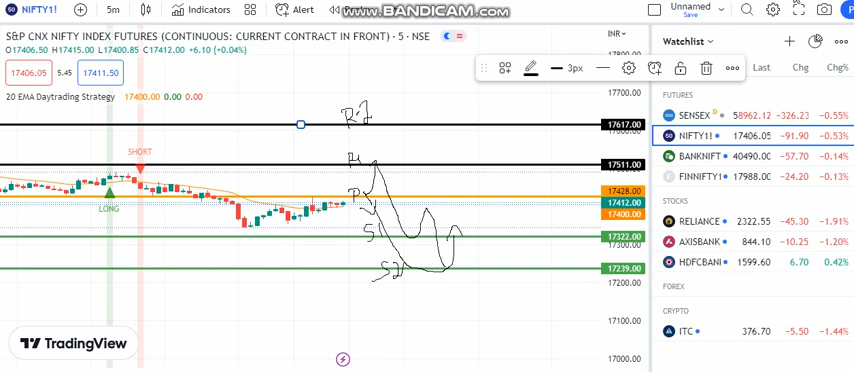 NIFTY1! 5m Indicators Alert
WWW.BANDICAM.COM
Unnamed
Save
S&P CNX NIFTY INDEX FUTURES (CONTINUOUS: CURRENT CONTRACT IN FRONT) · 5 · NSE
O17406.50 H17415.00 L17400.85 C17412.00 +6.10 (+0.04%)
INR
17406.05 5.45 17411.50
3px
20 EMA Daytrading Strategy 17400.00 0.00 0.00
17700.00
R2
17617.00
SHORT
R1
17511.00
LONG
P
17428.00
17412.00
17400.00
S1
17322.00
17300.00
S2
17239.00
17200.00
17100.00
17000.00
TradingView
Watchlist
Last Chg Chg%
FUTURES
SENSEX D 58962.12 -326.23 -0.55%
NIFTY1! 17406.05 -91.90 -0.53%
BANKNIFT 40490.00 -57.70 -0.14%
FINNIFTY1 17988.00 -24.20 -0.13%
STOCKS
RELIANCE 2322.55 -45.30 -1.91%
AXISBANK 844.10 -10.25 -1.20%
HDFCBANI 1599.60 6.70 0.42%
FOREX
CRYPTO
ITC 376.70 -5.50 -1.44%